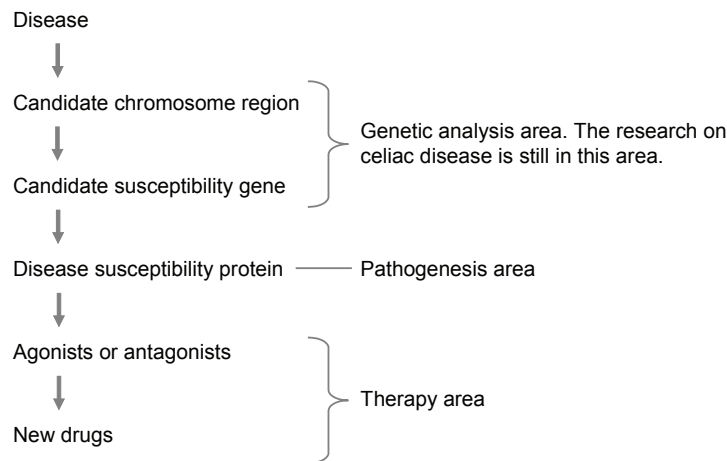 Disease
Candidate chromosome region
Genetic analysis area. The research on
celiac disease is still in this area.
Candidate susceptibility gene
Disease susceptibility protein
Pathogenesis area
Agonists or antagonists
Therapy area
New drugs